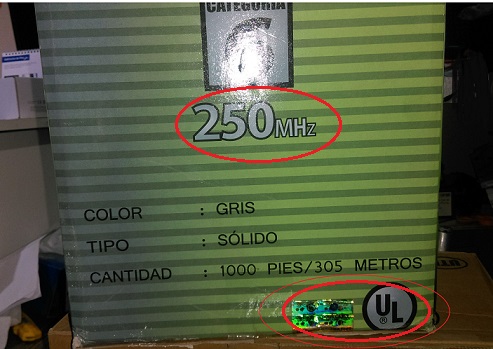 CATEGORIA
6
250MHz
COLOR : GRIS
TIPO : SÓLIDO
CANTIDAD : 1000 PIES/305 METROS
UL
®